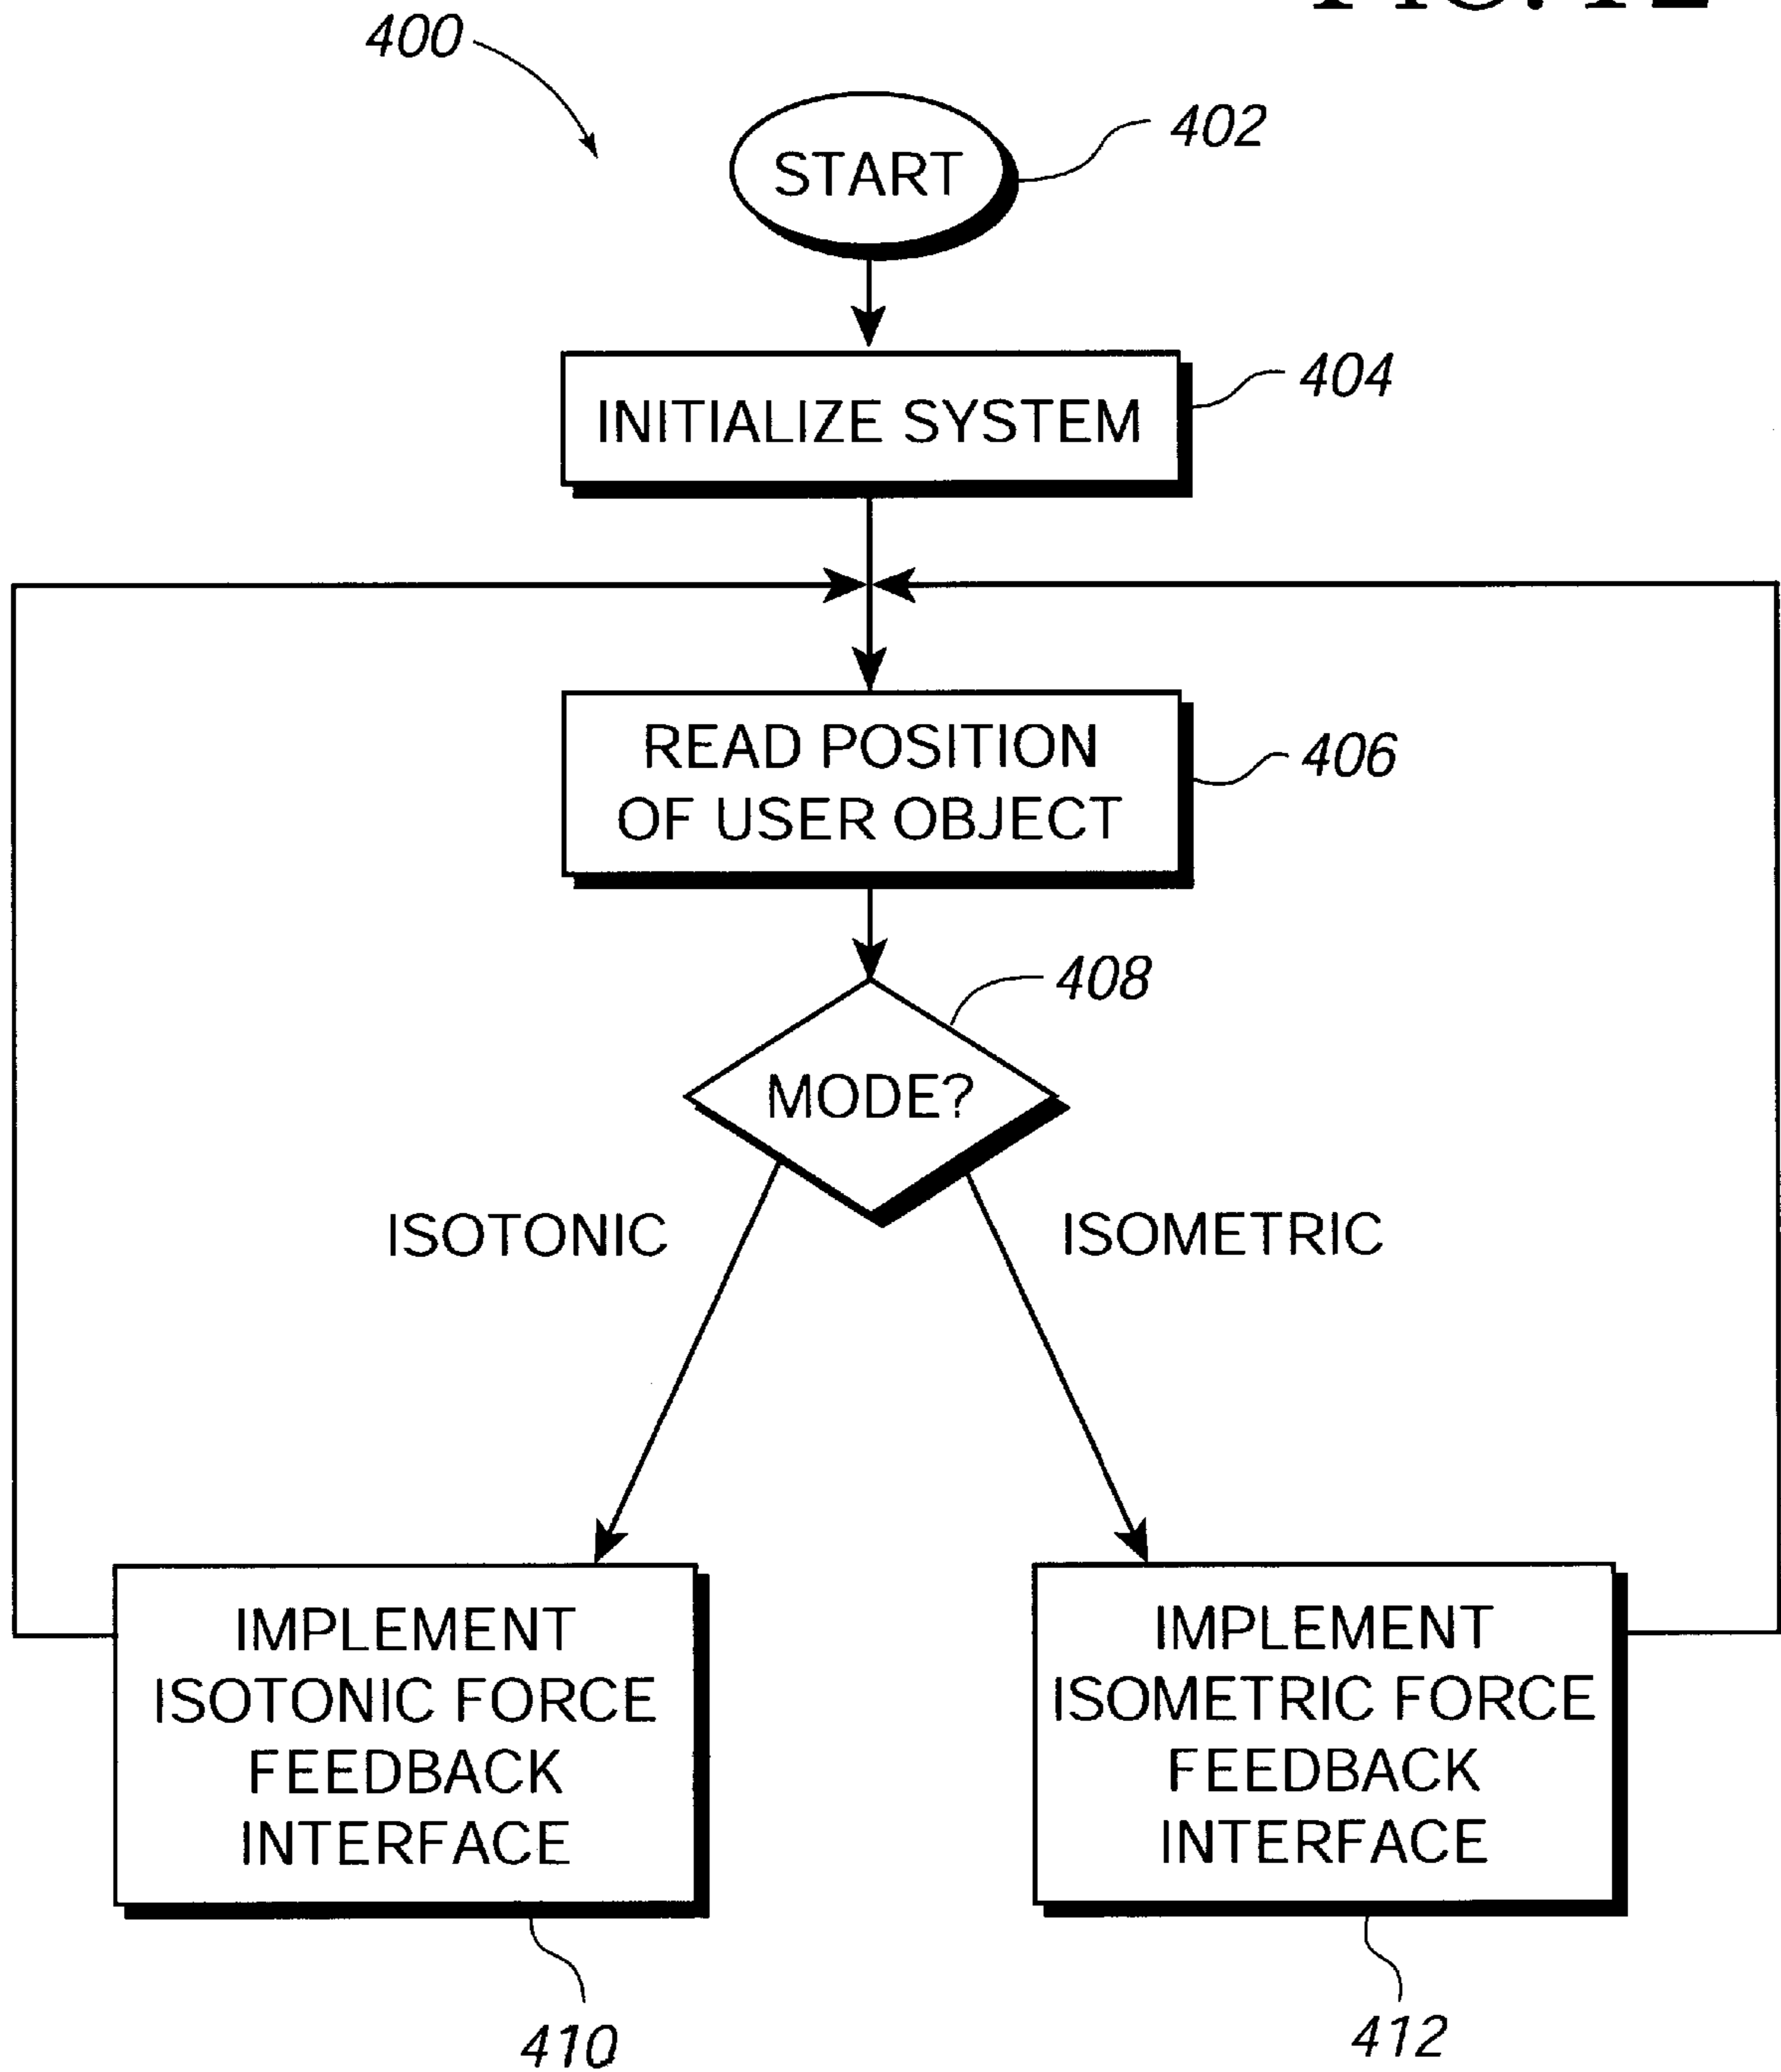 400
START
402
INITIALIZE SYSTEM
404
READ POSITION
OF USER OBJECT
406
408
MODE?
ISOTONIC
ISOMETRIC
IMPLEMENT
ISOTONIC FORCE
FEEDBACK
INTERFACE
IMPLEMENT
ISOMETRIC FORCE
FEEDBACK
INTERFACE
410
412